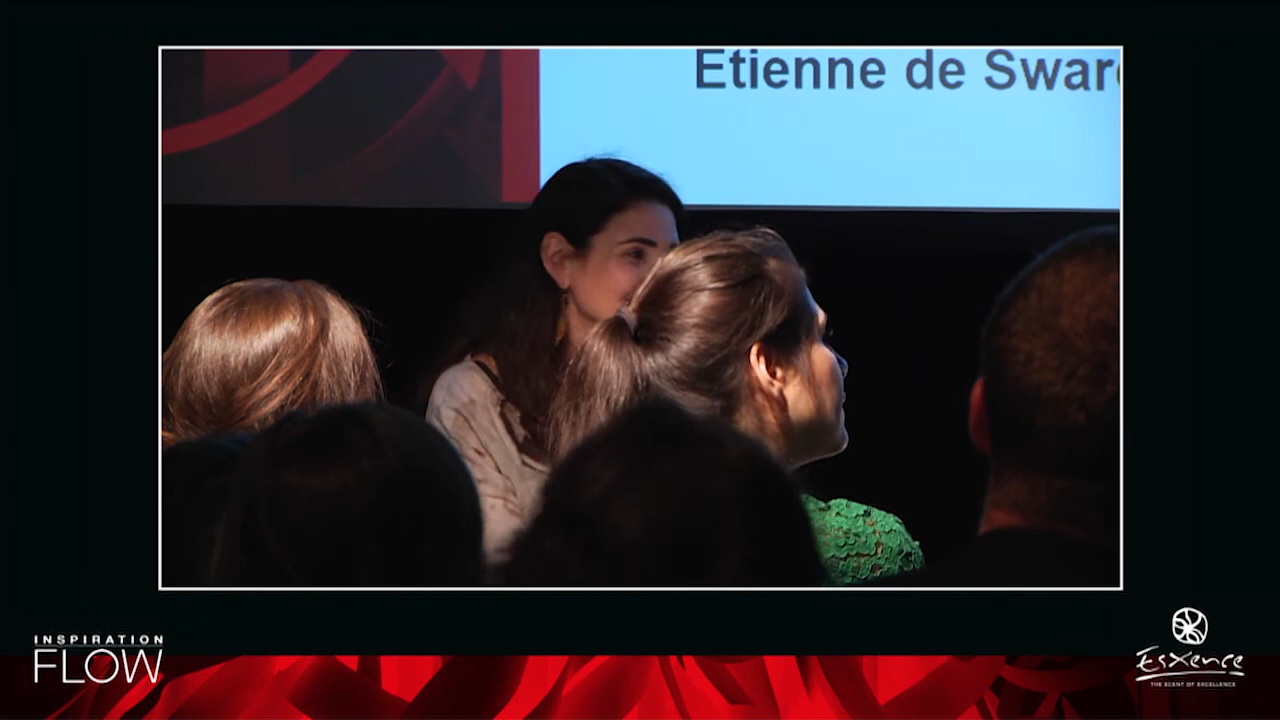 Etienne de Swar
INSPIRATION
FLOW
Esxence
THE SCENT OF EXCELLENCE